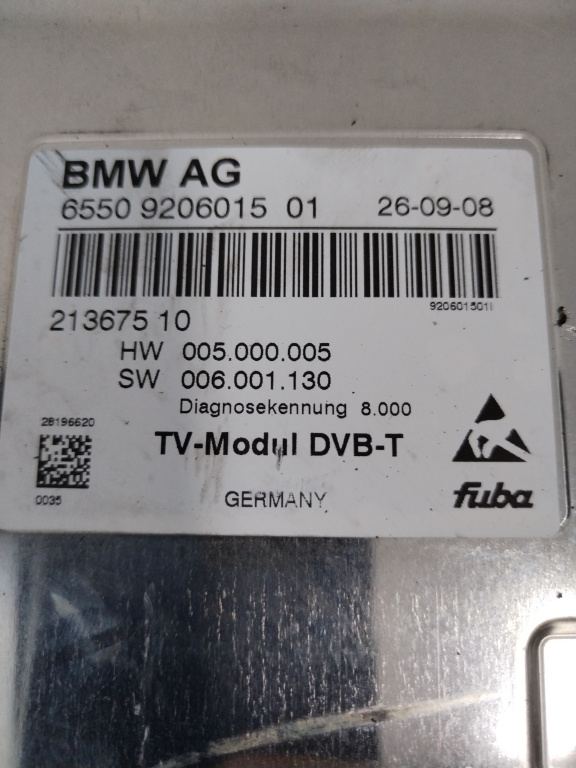 BMW AG
6550 9206015 01 26-09-08
920601501I
213675 10
HW 005.000.005
SW 006.001.130
Diagnosekennung 8.000
28196620
TV-Modul DVB-T
0035
GERMANY
fuba